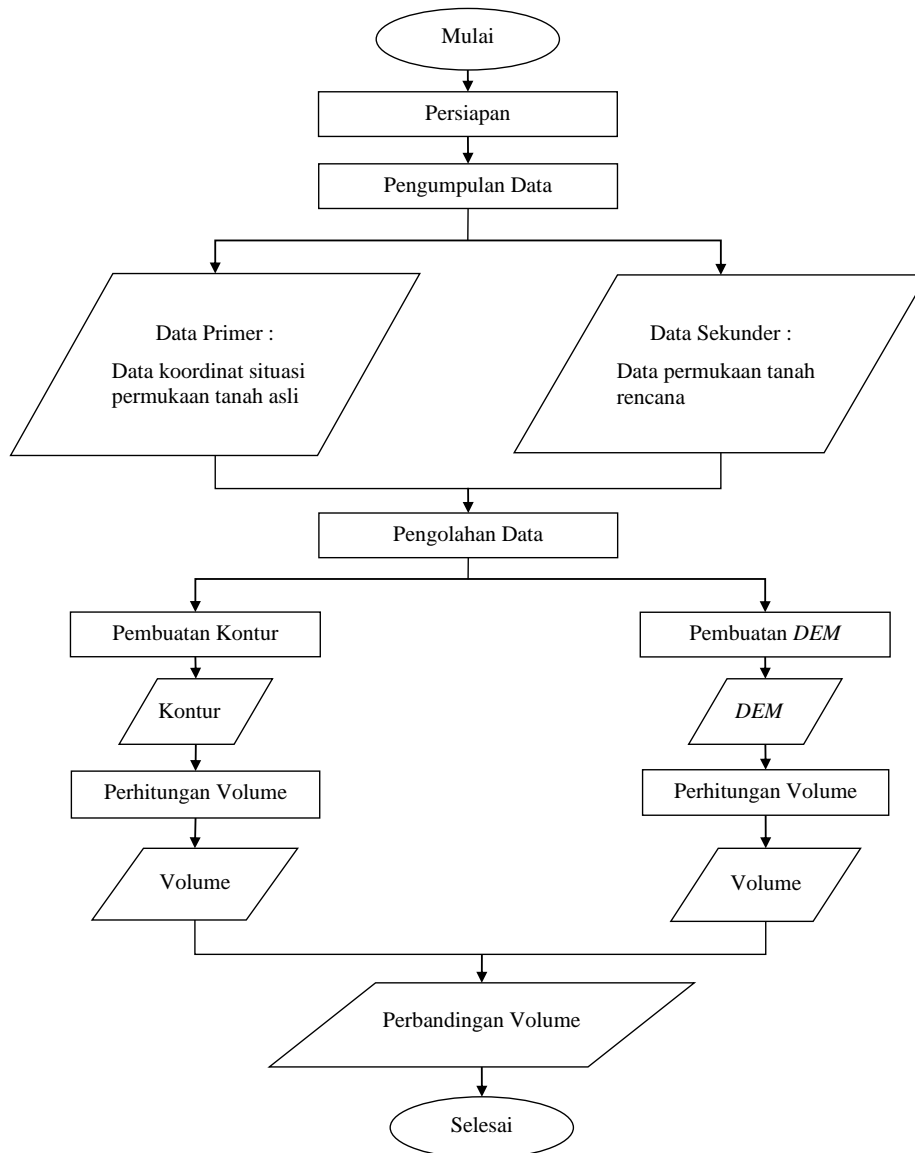 Mulai
Persiapan
Pengumpulan Data
Data Primer :
Data koordinat situasi
permukaan tanah asli
Data Sekunder :
Data permukaan tanah
rencana
Pengolahan Data
Pembuatan Kontur
Pembuatan DEM
Kontur
DEM
Perhitungan Volume
Perhitungan Volume
Volume
Volume
Perbandingan Volume
Selesai